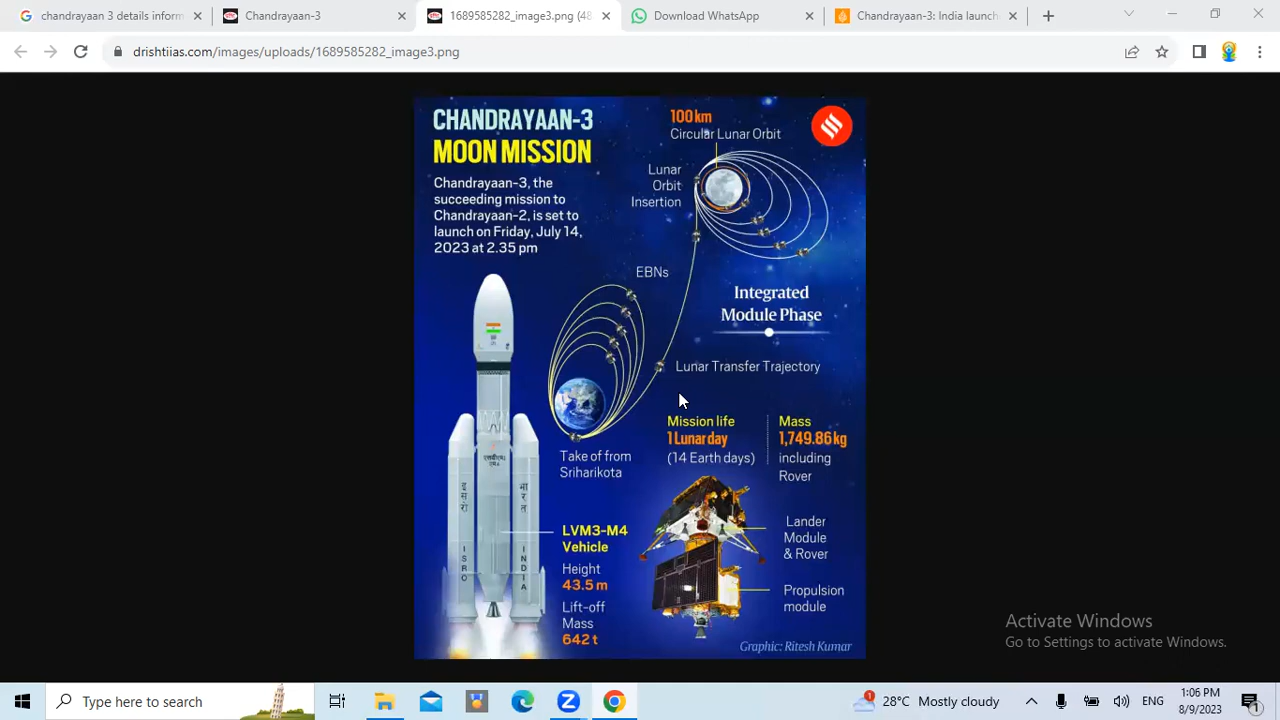 chandrayaan 3 details inform
Chandrayaan-3
1689585282_image3.png (48
Download WhatsApp
Chandrayaan-3: India launch
drishtiias.com/images/uploads/1689585282_image3.png
CHANDRAYAAN-3
MOON MISSION
Chandrayaan-3, the
succeeding mission to
Chandrayaan-2, is set to
launch on Friday, July 14,
2023 at 2.35 pm
100 km
Circular Lunar Orbit
Lunar
Orbit
Insertion
EBNs
Integrated
Module Phase
Lunar Transfer Trajectory
Take of from
Sriharikota
Mission life
1 Lunar day
(14 Earth days)
Mass
1,749.86 kg
including
Rover
इसरो
भारत
ISRO
INDIA
LVM3-M4
Vehicle
Height
43.5 m
Lift-off
Mass
642 t
Lander
Module
& Rover
Propulsion
module
Graphic: Ritesh Kumar
Activate Windows
Go to Settings to activate Windows.
Type here to search
28°C Mostly cloudy
ENG
1:06 PM
8/9/2023